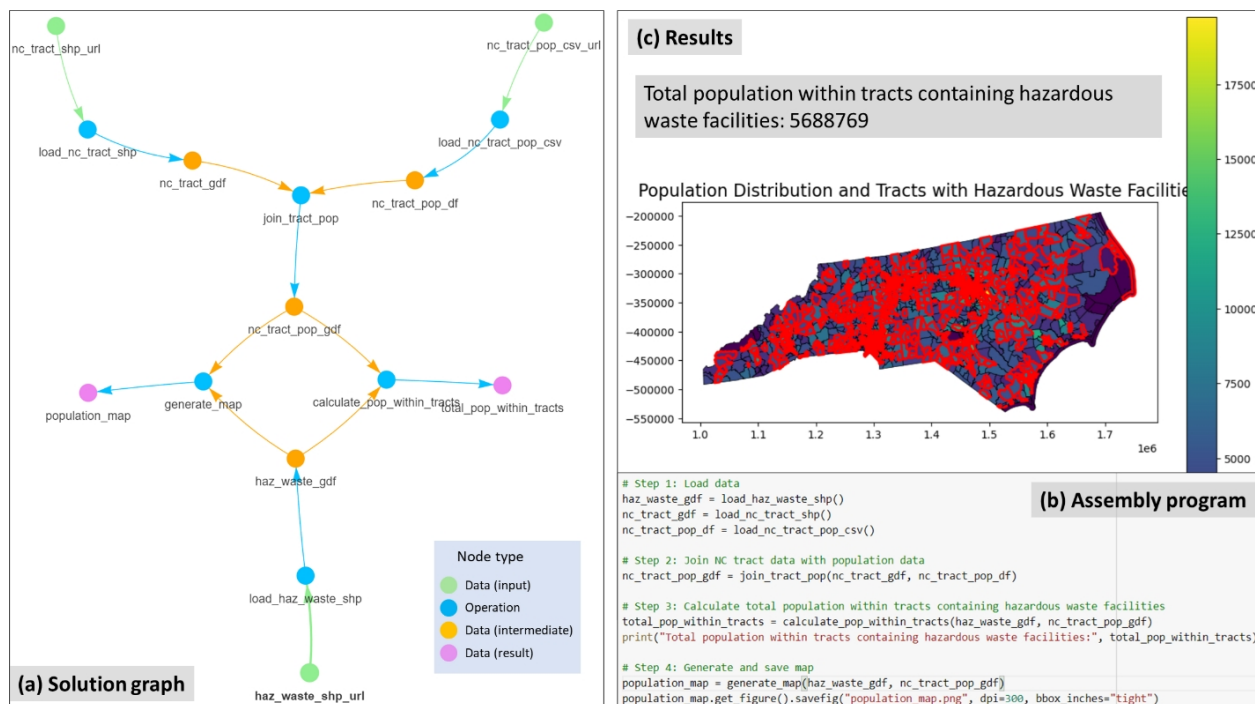 nc_tract_shp_url
nc_tract_pop_csv_url
load_nc_tract_shp
load_nc_tract_pop_csv
nc_tract_gdf
nc_tract_pop_df
join_tract_pop
nc_tract_pop_gdf
population_map
generate_map
calculate_pop_within_tracts
total_pop_within_tracts
haz_waste_gdf
load_haz_waste_shp
haz_waste_shp_url
Node type
Data (input)
Operation
Data (intermediate)
Data (result)
(a) Solution graph
(c) Results
Total population within tracts containing hazardous
waste facilities: 5688769
Population Distribution and Tracts with Hazardous Waste Faciliti
−200000
−250000
−300000
−350000
−400000
−450000
−500000
−550000
1.0
1.1
1.2
1.3
1.4
1.5
1.6
1.7
1e6
17500
15000
12500
10000
7500
5000
(b) Assembly program
# Step 1: Load data
haz_waste_gdf = load_haz_waste_shp()
nc_tract_gdf = load_nc_tract_shp()
nc_tract_pop_df = load_nc_tract_pop_csv()
# Step 2: Join NC tract data with population data
nc_tract_pop_gdf = join_tract_pop(nc_tract_gdf, nc_tract_pop_df)
# Step 3: Calculate total population within tracts containing hazardous waste facilities
total_pop_within_tracts = calculate_pop_within_tracts(haz_waste_gdf, nc_tract_pop_gdf)
print("Total population within tracts containing hazardous waste facilities:", total_pop_within_tracts)
# Step 4: Generate and save map
population_map = generate_map(haz_waste_gdf, nc_tract_pop_gdf)
population_map.get_figure().savefig("population_map.png", dpi=300, bbox_inches="tight")